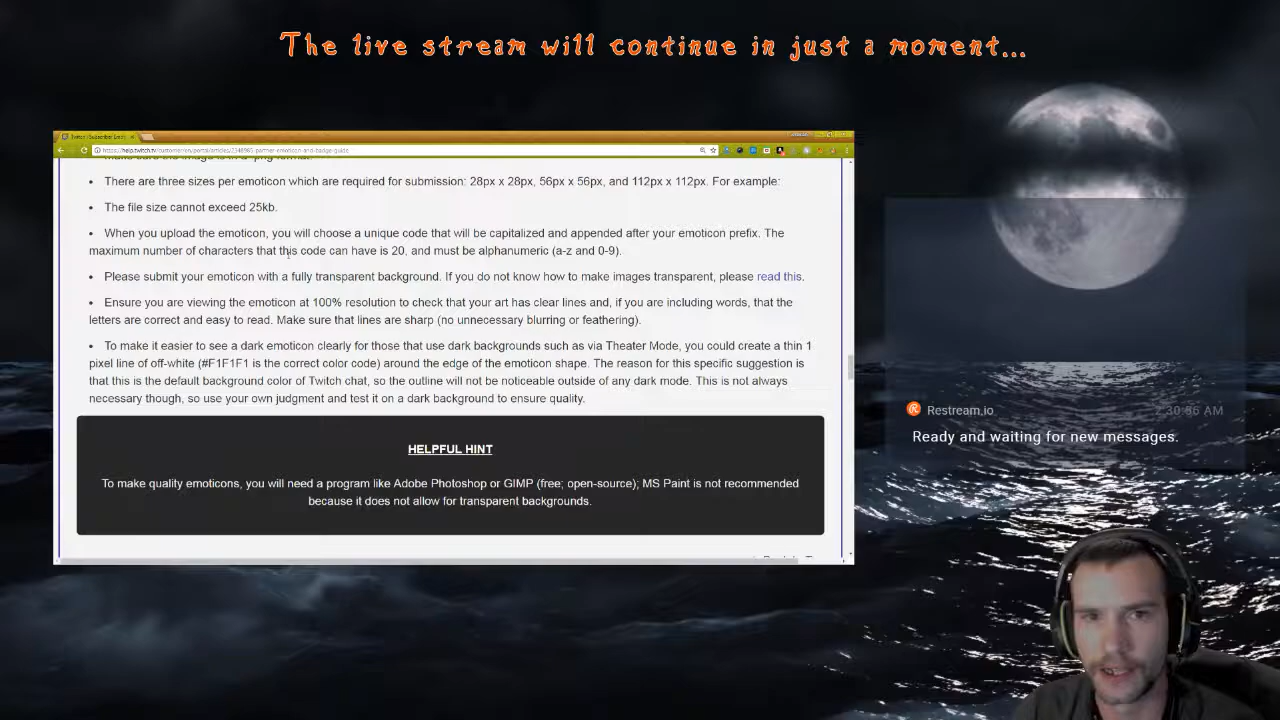 The live stream will continue in just a moment...
make sure the image is in a .png format.
• There are three sizes per emoticon which are required for submission: 28px x 28px, 56px x 56px, and 112px x 112px. For example:
• The file size cannot exceed 25kb.
• When you upload the emoticon, you will choose a unique code that will be capitalized and appended after your emoticon prefix. The
maximum number of characters that this code can have is 20, and must be alphanumeric (a-z and 0-9).
• Please submit your emoticon with a fully transparent background. If you do not know how to make images transparent, please read this.
• Ensure you are viewing the emoticon at 100% resolution to check that your art has clear lines and, if you are including words, that the
letters are correct and easy to read. Make sure that lines are sharp (no unnecessary blurring or feathering).
• To make it easier to see a dark emoticon clearly for those that use dark backgrounds such as via Theater Mode, you could create a thin 1
pixel line of off-white (#F1F1F1 is the correct color code) around the edge of the emoticon shape. The reason for this specific suggestion is
that this is the default background color of Twitch chat, so the outline will not be noticeable outside of any dark mode. This is not always
necessary though, so use your own judgment and test it on a dark background to ensure quality.
HELPFUL HINT
To make quality emoticons, you will need a program like Adobe Photoshop or GIMP (free; open-source); MS Paint is not recommended
because it does not allow for transparent backgrounds.
Restream.io 2:30:36 AM
Ready and waiting for new messages.